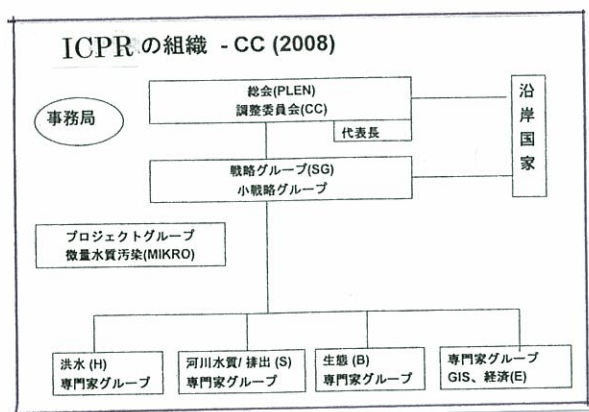 ICPR の組織 - CC (2008)
事務局
総会(PLEN)
調整委員会(CC)
代表長
沿岸国家
戦略グループ(SG)
小戦略グループ
プロジェクトグループ
微量水質汚染(MIKRO)
洪水 (H)
専門家グループ
河川水質/ 排出 (S)
専門家グループ
生態 (B)
専門家グループ
専門家グループ
GIS、経済(E)